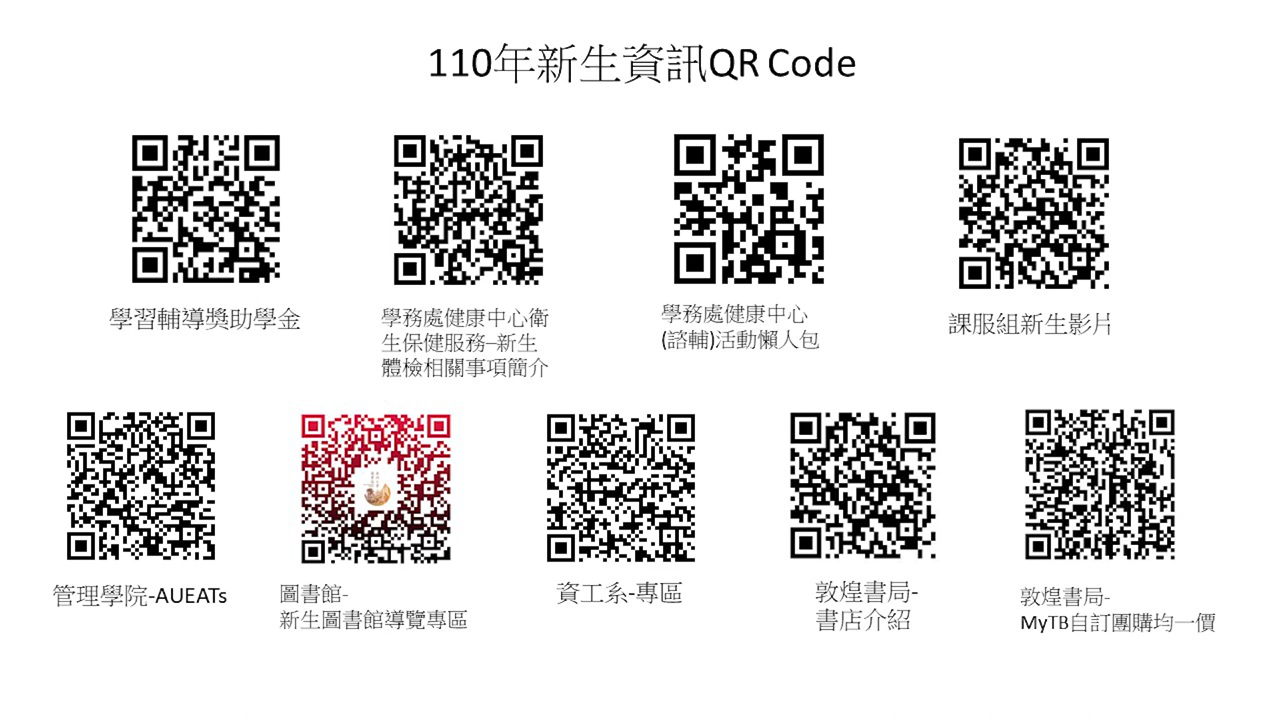 110年新生資訊QR Code
學習輔導獎助學金
學務處健康中心衛
生保健服務–新生
體檢相關事項簡介
學務處健康中心
(諮輔)活動懶人包
課服組新生影片
管理學院-AUEATs
圖書館-
新生圖書館導覽專區
資工系-專區
敦煌書局-
書店介紹
敦煌書局-
MyTB自訂團購均一價